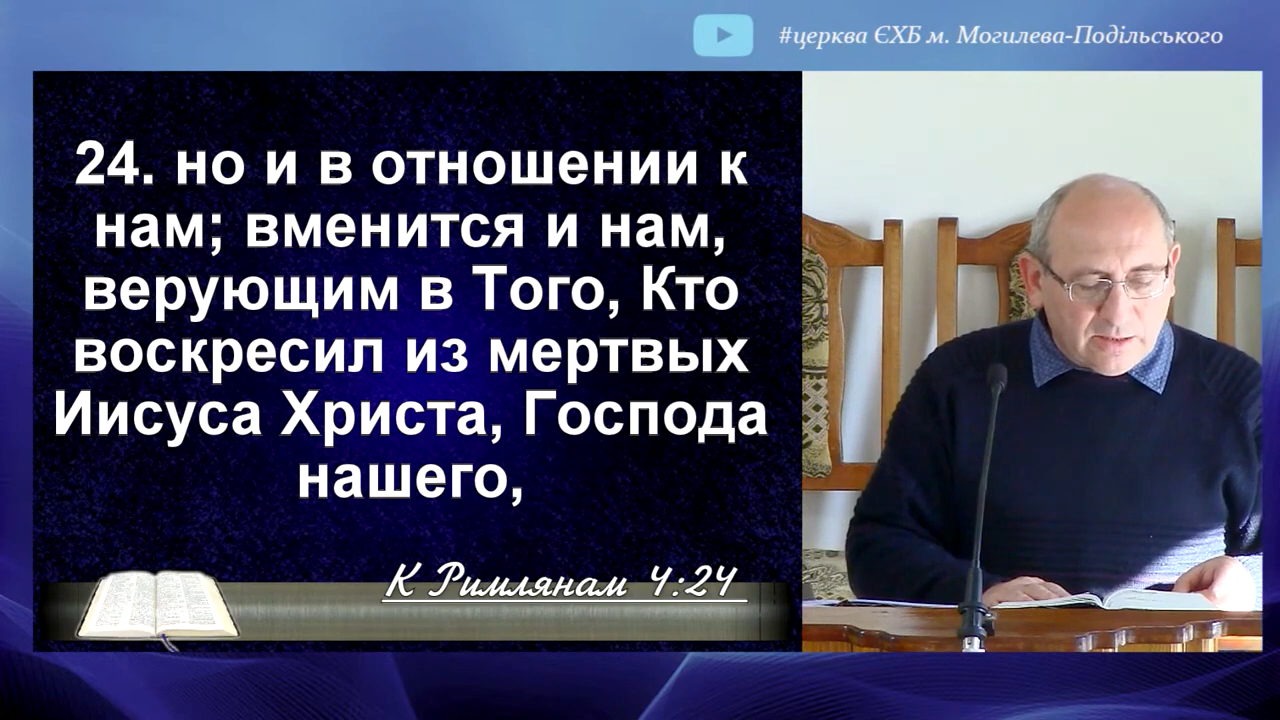 #церква ЄХБ м. Могилева-Подільського
24. но и в отношении к
нам; вменится и нам,
верующим в Того, Кто
воскресил из мертвых
Иисуса Христа, Господа
нашего,
К Римлянам 4:24